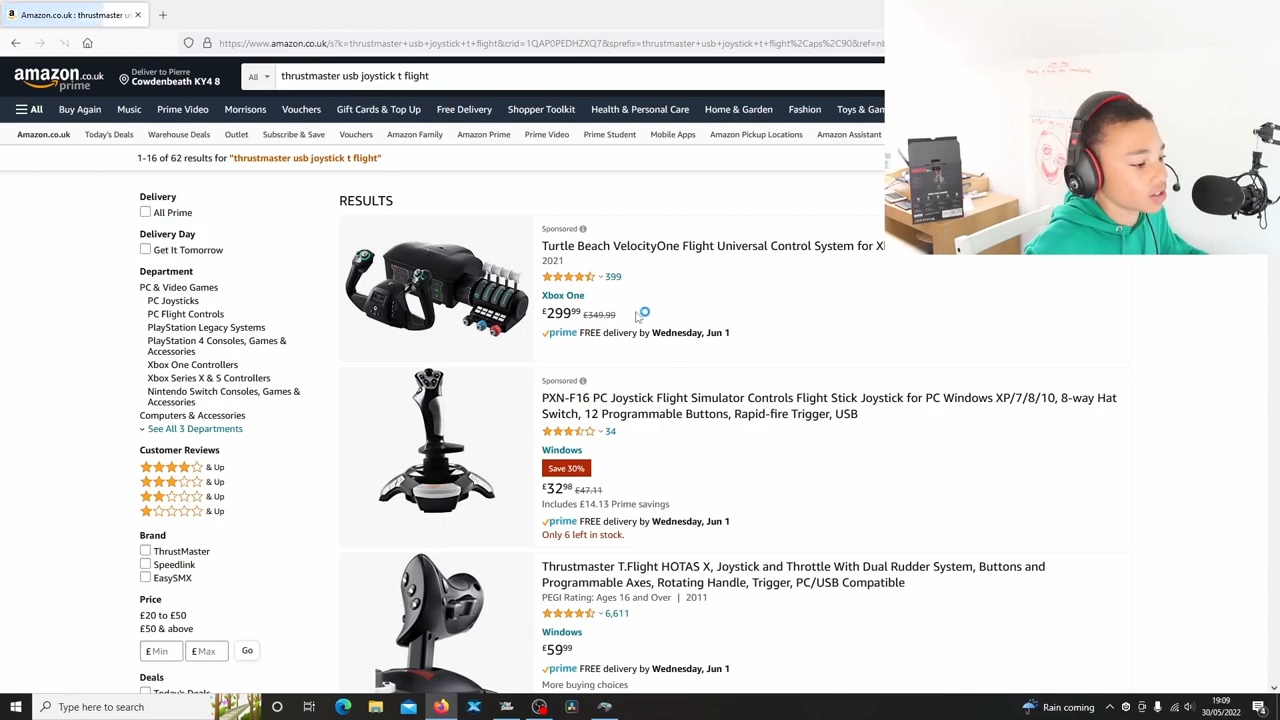 Amazon.co.uk : thrustmaster us
https://www.amazon.co.uk/s?k=thrustmaster+usb+joystick+t+flight&crid=1QAP0PEDHZXQ7&sprefix=thrustmaster+usb+joystick+t+flight%2Caps%2C90&ref=nb
amazon.co.uk
prime
Deliver to Pierre
Cowdenbeath KY4 8
All
thrustmaster usb joystick t flight
All
Buy
Music
Prime Video
Morrisons
Vouchers
Gift Cards & Top Up
Free Delivery
Shopper Toolkit
Health & Personal Care
Home & Garden
Fashion
Toys & Gam
Amazon.co.uk
Today's Deals
Warehouse Deals
Outlet
Subscribe & Save
Vouchers
Amazon Family
Amazon Prime
Prime Video
Prime Student
Mobile Apps
Amazon Pickup Locations
Amazon Assistant
1-16 of 62 results for "thrustmaster usb joystick t flight"
Delivery
All Prime
Delivery Day
Get It Tomorrow
Department
PC & Video Games
PC Joysticks
PC Flight Controls
PlayStation Legacy Systems
PlayStation 4 Consoles, Games &
Accessories
Xbox One Controllers
Xbox Series X & S Controllers
Nintendo Switch Consoles, Games &
Accessories
Computers & Accessories
See All 3 Departments
Customer Reviews
& Up
& Up
& Up
& Up
Brand
ThrustMaster
Speedlink
EasySMX
Price
£20 to £50
£50 & above
£ Min
£ Max
Go
Deals
Today's Deals
RESULTS
Sponsored
Turtle Beach VelocityOne Flight Universal Control System for X
2021
399
Xbox One
£299.99 £349.99
prime FREE delivery by Wednesday, Jun 1
Sponsored
PXN-F16 PC Joystick Flight Simulator Controls Flight Stick Joystick for PC Windows XP/7/8/10, 8-way Hat
Switch, 12 Programmable Buttons, Rapid-fire Trigger, USB
34
Windows
Save 30%
£32.98 £47.11
Includes £14.13 Prime savings
prime FREE delivery by Wednesday, Jun 1
Only 6 left in stock.
Thrustmaster T.Flight HOTAS X, Joystick and Throttle With Dual Rudder System, Buttons and
Programmable Axes, Rotating Handle, Trigger, PC/USB Compatible
PEGI Rating: Ages 16 and Over | 2011
6,611
Windows
£59.99
prime FREE delivery by Wednesday, Jun 1
More buying choices
Type here to search
Rain coming
19:09
30/05/2022